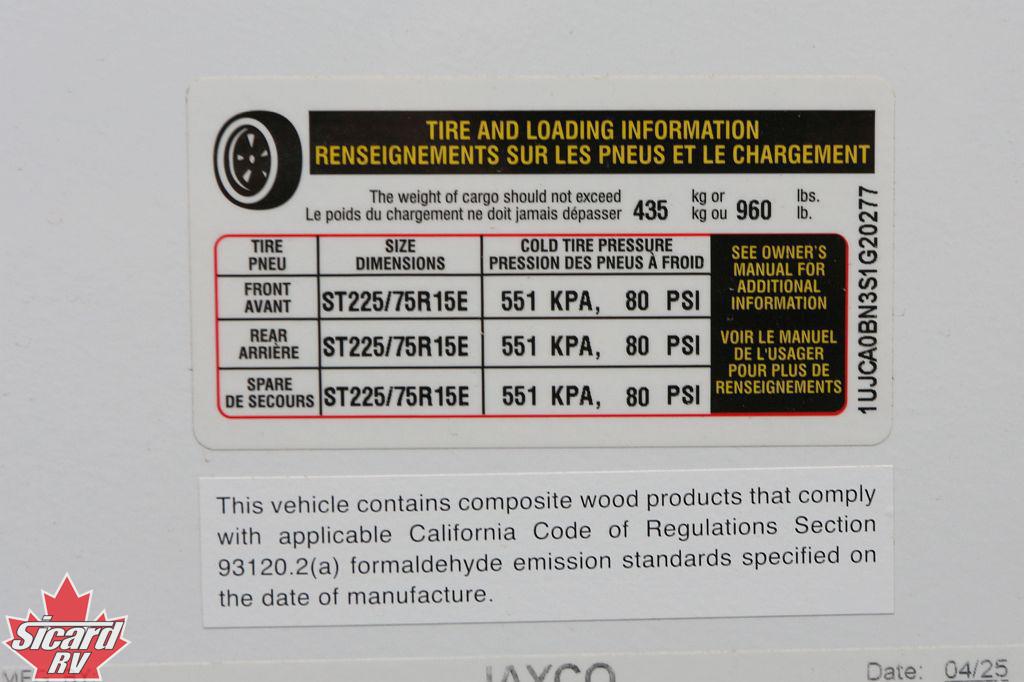 TIRE AND LOADING INFORMATION
RENSEIGNEMENTS SUR LES PNEUS ET LE CHARGEMENT
The weight of cargo should not exceed 435 kg or 960 lbs.
Le poids du chargement ne doit jamais dépasser kg ou lb.
TIRE SIZE COLD TIRE PRESSURE
PNEU DIMENSIONS PRESSION DES PNEUS À FROID
FRONT
AVANT ST225/75R15E 551 KPA, 80 PSI
REAR
ARRIÈRE ST225/75R15E 551 KPA, 80 PSI
SPARE
DE SECOURS ST225/75R15E 551 KPA, 80 PSI
SEE OWNER'S
MANUAL FOR
ADDITIONAL
INFORMATION
VOIR LE MANUEL
DE L'USAGER
POUR PLUS DE
RENSEIGNEMENTS
1UJCA0BN3S1G20277
This vehicle contains composite wood products that comply
with applicable California Code of Regulations Section
93120.2(a) formaldehyde emission standards specified on
the date of manufacture.
Sicard
RV
JAYCO Date: 04/25